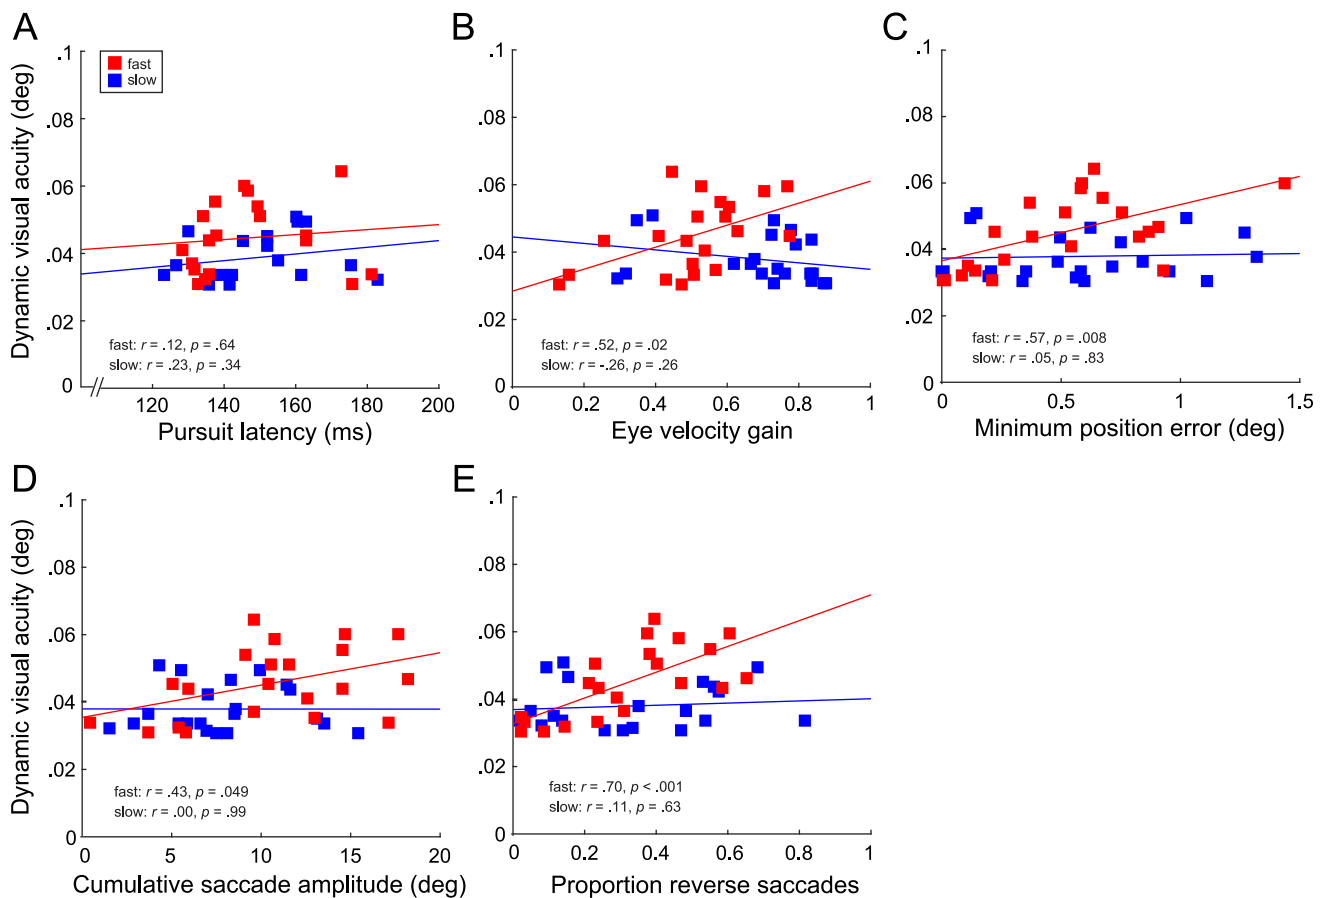 A
B
C
Dynamic visual acuity (deg)
.1
.08
.06
.04
.02
0
fast
slow
fast: r = .12, p = .64
slow: r = .23, p = .34
120 140 160 180 200
Pursuit latency (ms)
.1
.08
.06
.04
.02
0
fast: r = .52, p = .02
slow: r = -.26, p = .26
0 0.2 0.4 0.6 0.8 1
Eye velocity gain
.1
.08
.06
.04
.02
0
fast: r = .57, p = .008
slow: r = .05, p = .83
0 0.5 1 1.5
Minimum position error (deg)
D
E
Dynamic visual acuity (deg)
.1
.08
.06
.04
.02
0
fast: r = .43, p = .049
slow: r = .00, p = .99
0 5 10 15 20
Cumulative saccade amplitude (deg)
.1
.08
.06
.04
.02
0
fast: r = .70, p < .001
slow: r = .11, p = .63
0 0.2 0.4 0.6 0.8 1
Proportion reverse saccades